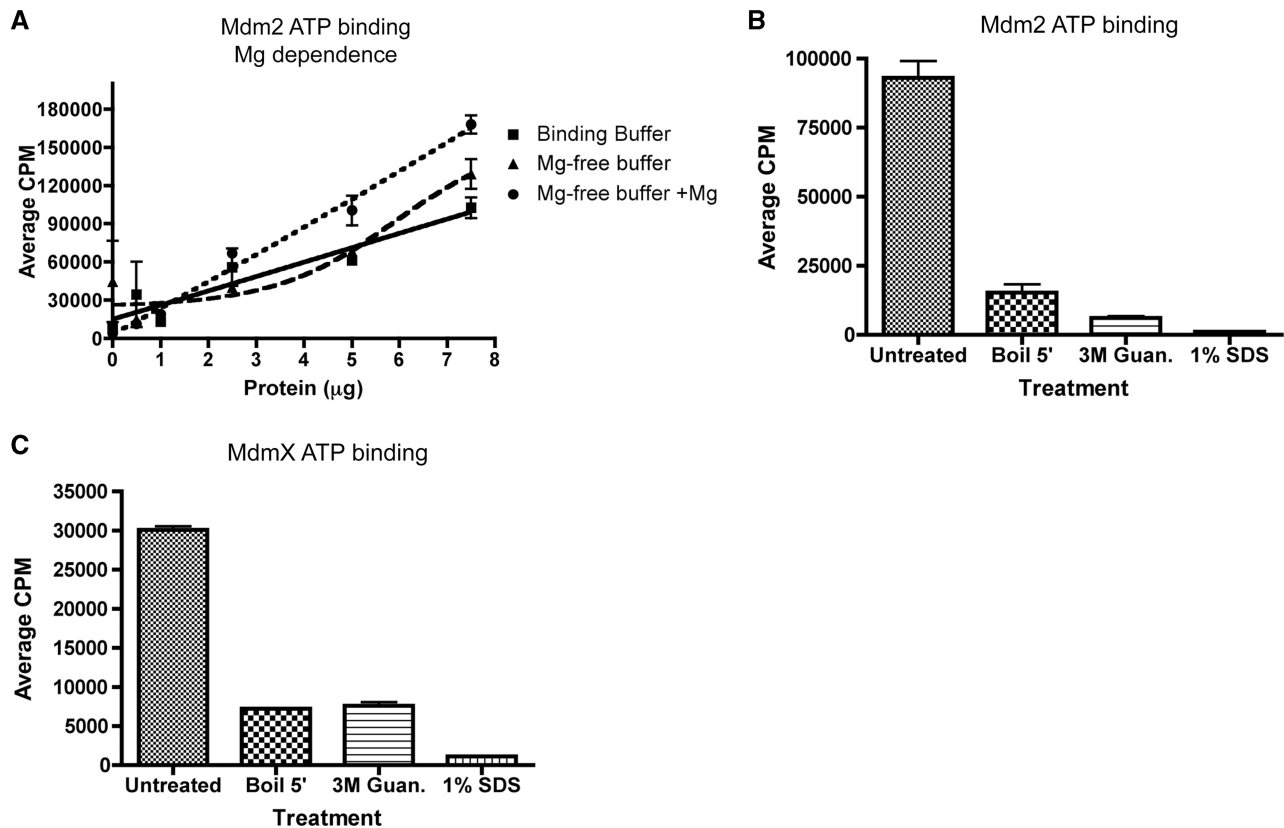 A
Mdm2 ATP binding
Mg dependence
Average CPM
180000
150000
120000
90000
60000
30000
0
0 1 2 3 4 5 6 7 8
Protein (μg)
Binding Buffer
Mg-free buffer
Mg-free buffer +Mg
B
Mdm2 ATP binding
Average CPM
100000
75000
50000
25000
0
Untreated Boil 5' 3M Guan. 1% SDS
Treatment
C
MdmX ATP binding
Average CPM
35000
30000
25000
20000
15000
10000
5000
0
Untreated Boil 5' 3M Guan. 1% SDS
Treatment